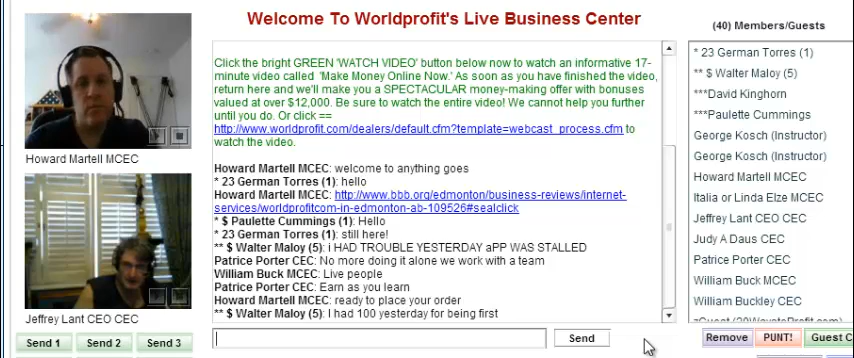 Welcome To Worldprofit's Live Business Center
(40) Members/Guests
Click the bright GREEN 'WATCH VIDEO' button below now to watch an informative 17-
minute video called 'Make Money Online Now.' As soon as you have finished the video,
return here and we'll make you a SPECTACULAR money-making offer with bonuses
valued at over $12,000. Be sure to watch the entire video! We cannot help you further
until you do. Or click ==
http://www.worldprofit.com/dealers/default.cfm?template=webcast_process.cfm to
watch the video.
Howard Martell MCEC: welcome to anything goes
* 23 German Torres (1): hello
Howard Martell MCEC: http://www.bbb.org/edmonton/business-reviews/internet-
services/worldprofitcom-in-edmonton-ab-109526#sealclick
* $ Paulette Cummings (1): Hello
* 23 German Torres (1): still here!
** $ Walter Maloy (5): i HAD TROUBLE YESTERDAY aPP WAS STALLED
Patrice Porter CEC: No more doing it alone we work with a team
William Buck MCEC: Live people
Patrice Porter CEC: Earn as you learn
Howard Martell MCEC: ready to place your order
** $ Walter Maloy (5): I had 100 yesterday for being first
Send
Howard Martell MCEC
Jeffrey Lant CEO CEC
Send 1
Send 2
Send 3
* 23 German Torres (1)
** $ Walter Maloy (5)
***David Kinghorn
***Paulette Cummings
George Kosch (Instructor)
George Kosch (Instructor)
Howard Martell MCEC
Italia or Linda Elze MCEC
Jeffrey Lant CEO CEC
Judy A Daus CEC
Patrice Porter CEC
William Buck MCEC
William Buckley CEC
Remove
PUNT!
Guest C